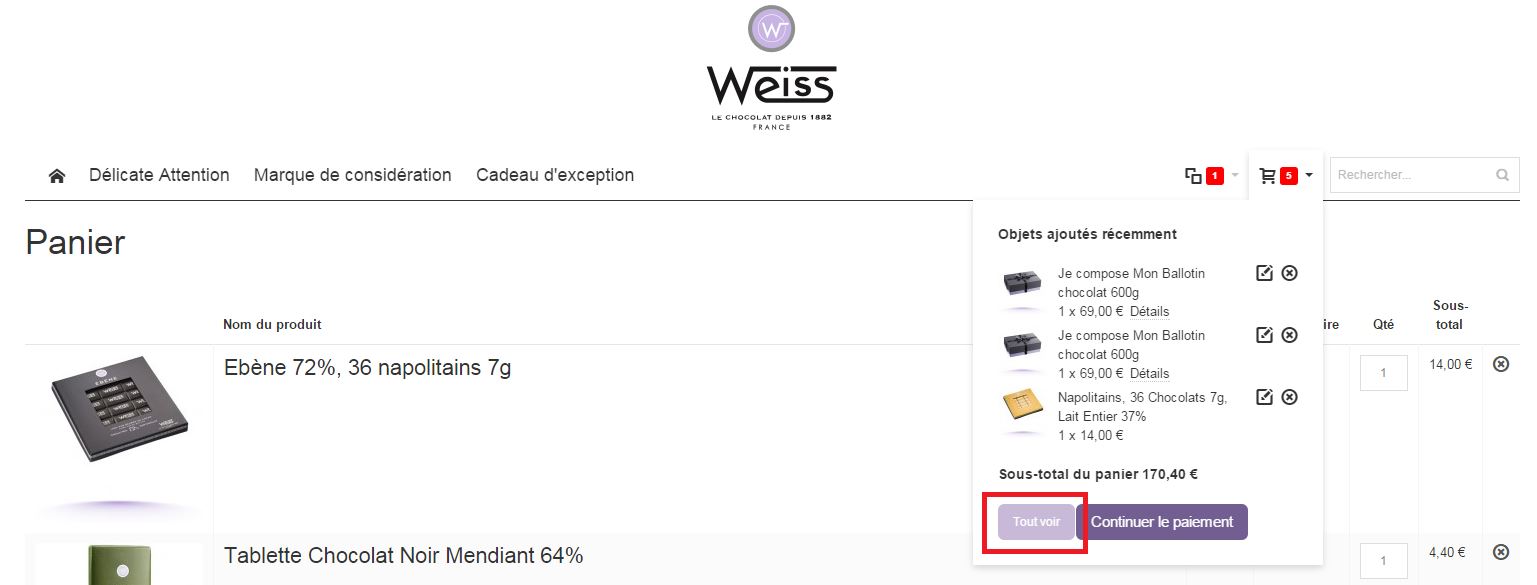 W
Weiss
LE CHOCOLAT DEPUIS 1882
FRANCE
Délicate Attention Marque de considération Cadeau d'exception 1 5 Rechercher...
Panier
Objets ajoutés récemment
Je compose Mon Ballotin
chocolat 600g
1 x 69,00 € Détails
Je compose Mon Ballotin
chocolat 600g
1 x 69,00 € Détails
Napolitains, 36 Chocolats 7g,
Lait Entier 37%
1 x 14,00 €
Sous-total du panier 170,40 €
Tout voir Continuer le paiement
Nom du produit ire Qté Sous-
total
Ebène 72%, 36 napolitains 7g 1 14,00 €
EBENE
WEISS
Tablette Chocolat Noir Mendiant 64% 1 4,40 €